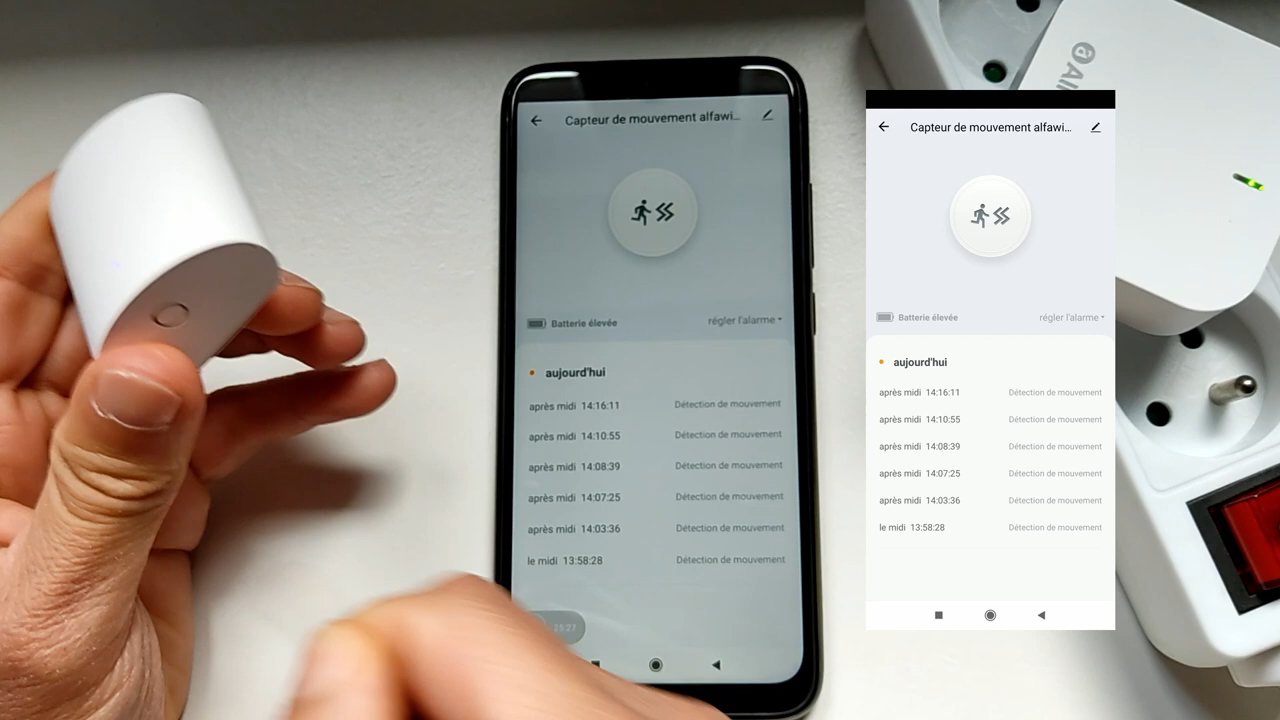 Capteur de mouvement alfawi...
Batterie élevée régler l'alarme
aujourd'hui
après midi 14:16:11 Détection de mouvement
après midi 14:10:55 Détection de mouvement
après midi 14:08:39 Détection de mouvement
après midi 14:07:25 Détection de mouvement
après midi 14:03:36 Détection de mouvement
le midi 13:58:28 Détection de mouvement
Capteur de mouvement alfawi...
Batterie élevée régler l'alarme
aujourd'hui
après midi 14:16:11 Détection de mouvement
après midi 14:10:55 Détection de mouvement
après midi 14:08:39 Détection de mouvement
après midi 14:07:25 Détection de mouvement
après midi 14:03:36 Détection de mouvement
le midi 13:58:28 Détection de mouvement